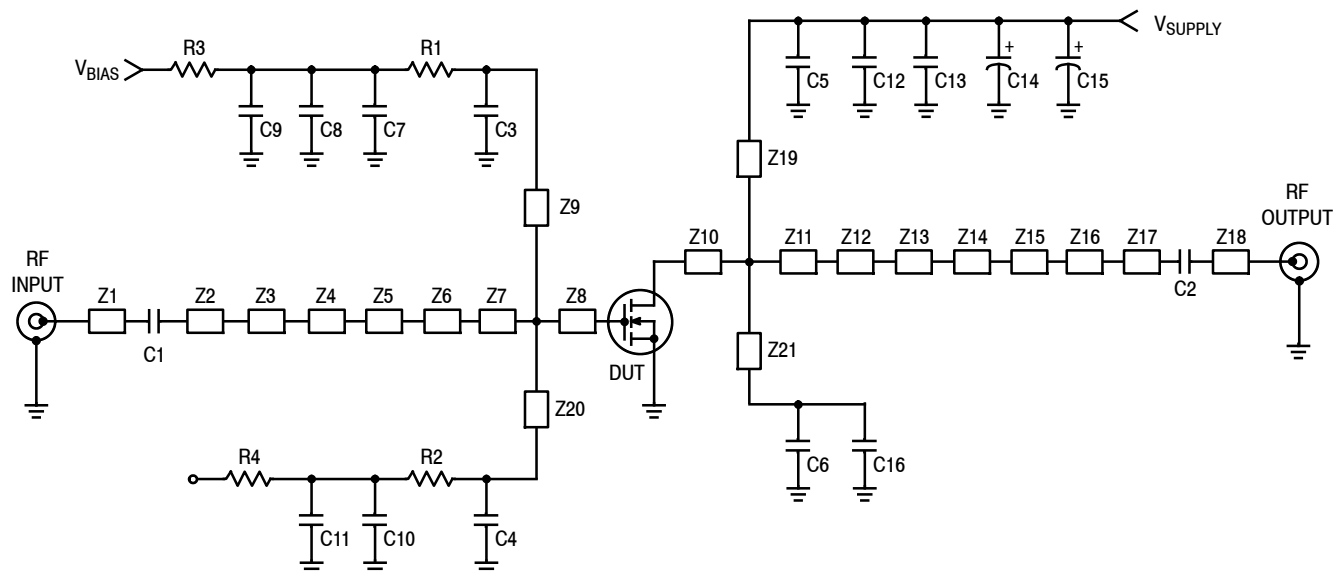 V_SUPPLY
C5 C12 C13 + C14 + C15
V_BIAS R3 R1
C9 C8 C7 C3
Z19
Z9
RF
OUTPUT
Z10 Z11 Z12 Z13 Z14 Z15 Z16 Z17 Z18
C2
RF
INPUT
Z1 Z2 Z3 Z4 Z5 Z6 Z7 Z8
C1
Z21
DUT
Z20
R4 R2
C6 C16
C11 C10 C4